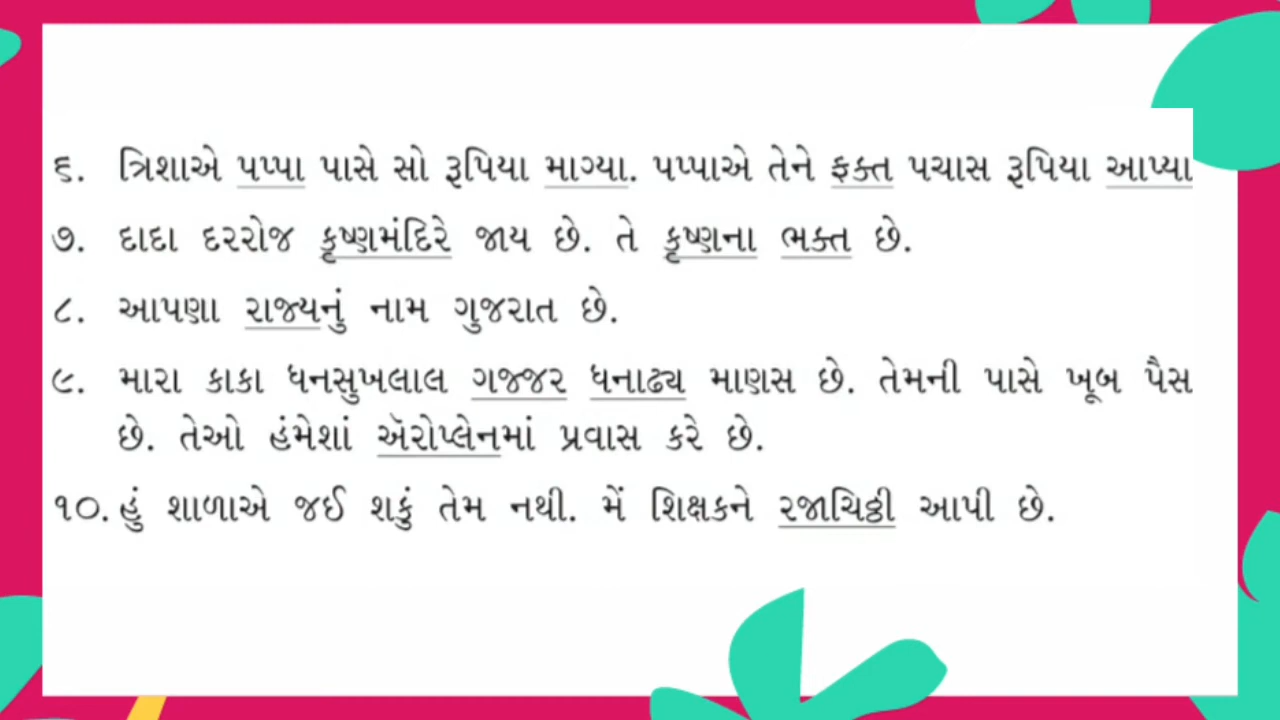 ૬. ત્રિશાએ પપ્પા પાસે સો રૂપિયા માગ્યા. પપ્પાએ તેને ફક્ત પચાસ રૂપિયા આપ્યા
૭. દાદા દરરોજ કૃષ્ણમંદિરે જાય છે. તે કૃષ્ણના ભક્ત છે.
૮. આપણા રાજ્યનું નામ ગુજરાત છે.
૯. મારા કાકા ધનસુખલાલ ગજ્જર ધનાઢ્ય માણસ છે. તેમની પાસે ખૂબ પૈસ
છે. તેઓ હંમેશાં ઍરોપ્લેનમાં પ્રવાસ કરે છે.
૧૦. હું શાળાએ જઈ શકું તેમ નથી. મેં શિક્ષકને રજાચિઠ્ઠી આપી છે.